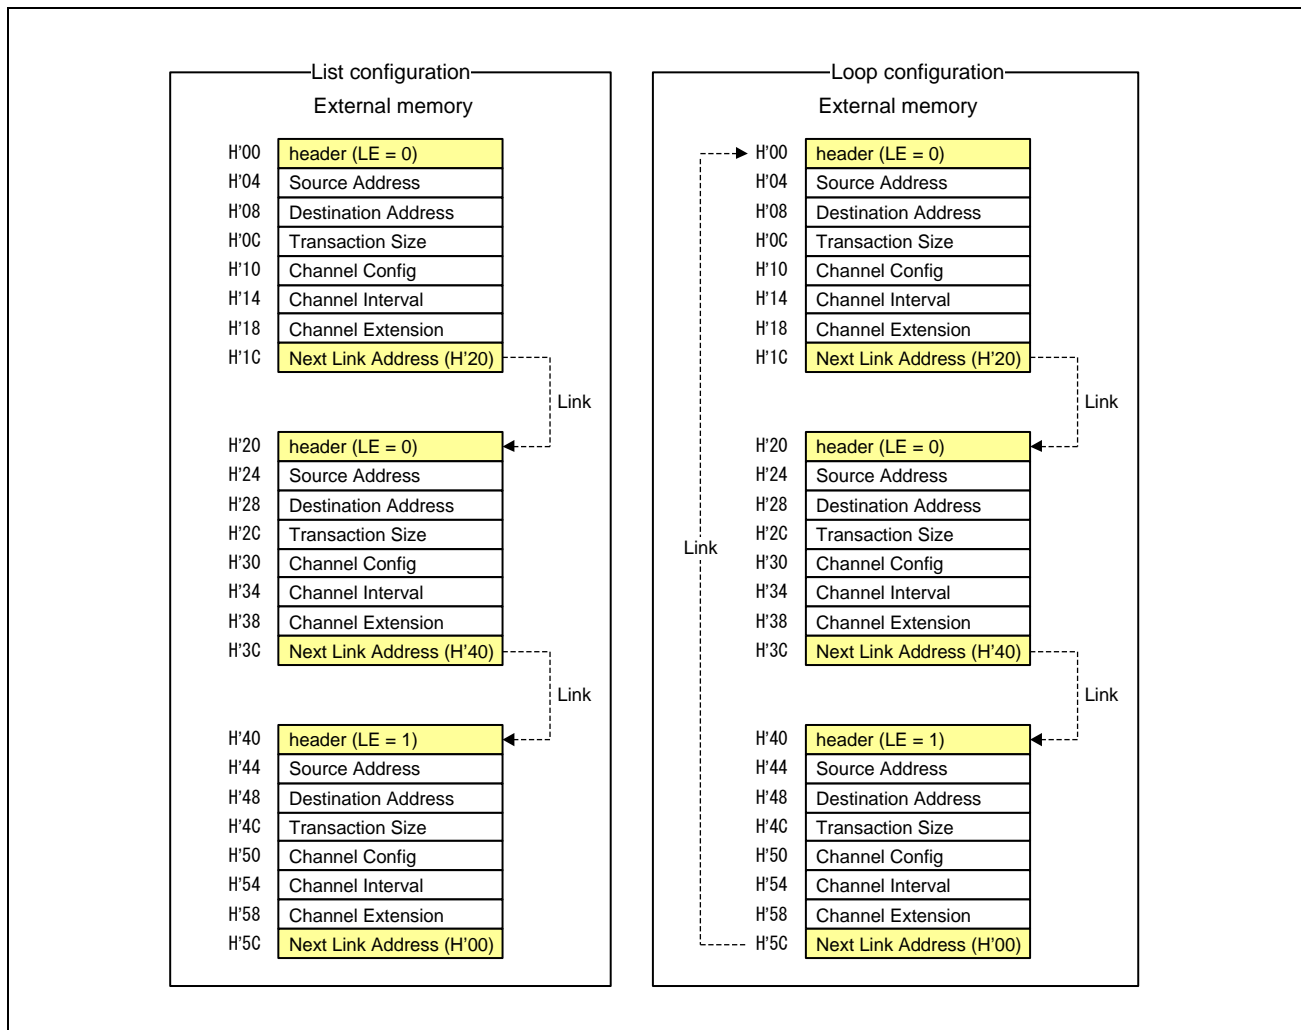 List configuration
External memory
H'00 header (LE = 0)
H'04 Source Address
H'08 Destination Address
H'0C Transaction Size
H'10 Channel Config
H'14 Channel Interval
H'18 Channel Extension
H'1C Next Link Address (H'20)
Link
H'20 header (LE = 0)
H'24 Source Address
H'28 Destination Address
H'2C Transaction Size
H'30 Channel Config
H'34 Channel Interval
H'38 Channel Extension
H'3C Next Link Address (H'40)
Link
H'40 header (LE = 1)
H'44 Source Address
H'48 Destination Address
H'4C Transaction Size
H'50 Channel Config
H'54 Channel Interval
H'58 Channel Extension
H'5C Next Link Address (H'00)
Loop configuration
External memory
H'00 header (LE = 0)
H'04 Source Address
H'08 Destination Address
H'0C Transaction Size
H'10 Channel Config
H'14 Channel Interval
H'18 Channel Extension
H'1C Next Link Address (H'20)
Link
H'20 header (LE = 0)
H'24 Source Address
H'28 Destination Address
H'2C Transaction Size
Link
H'30 Channel Config
H'34 Channel Interval
H'38 Channel Extension
H'3C Next Link Address (H'40)
Link
H'40 header (LE = 1)
H'44 Source Address
H'48 Destination Address
H'4C Transaction Size
H'50 Channel Config
H'54 Channel Interval
H'58 Channel Extension
H'5C Next Link Address (H'00)